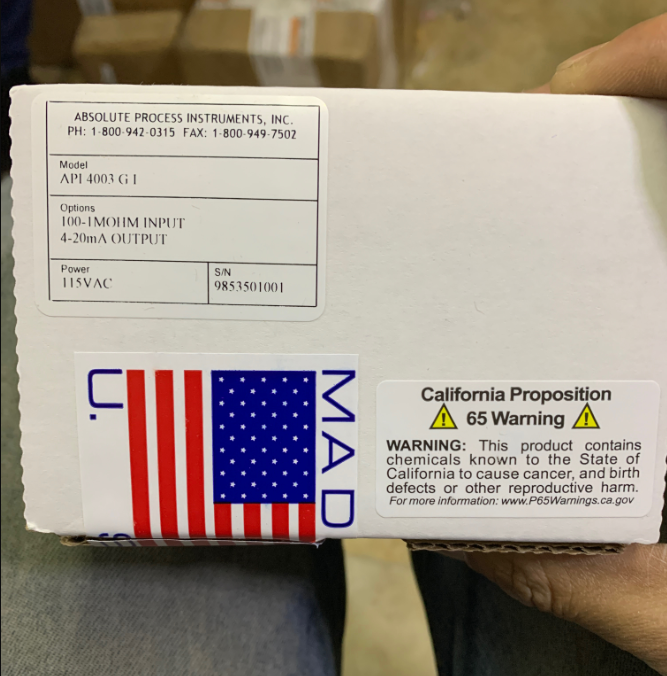 ABSOLUTE PROCESS INSTRUMENTS, INC.
PH: 1-800-942-0315 FAX: 1-800-949-7502
Model
API 4003 G I
Options
100-1MOHM INPUT
4-20mA OUTPUT
Power
115VAC
S/N
9853501001
MAD
U.
S
California Proposition
65 Warning
WARNING: This product contains
chemicals known to the State of
California to cause cancer, and birth
defects or other reproductive harm.
For more information: www.P65Warnings.ca.gov